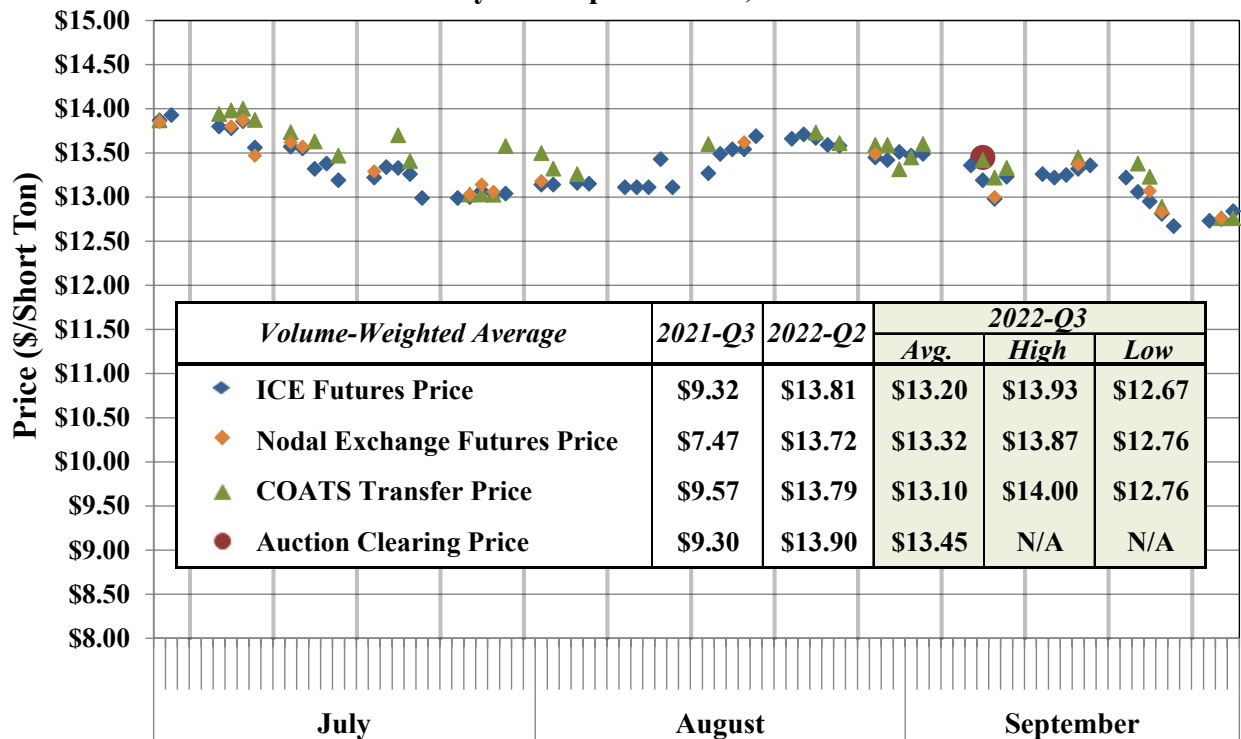 $15.00
$14.50
$14.00
$13.50
$13.00
$12.50
$12.00
$11.50
$11.00
$10.50
$10.00
$9.50
$9.00
$8.50
$8.00
Price ($/Short Ton)
Volume-Weighted Average 2021-Q3 2022-Q2 2022-Q3
Avg. High Low
ICE Futures Price $9.32 $13.81 $13.20 $13.93 $12.67
Nodal Exchange Futures Price $7.47 $13.72 $13.32 $13.87 $12.76
COATS Transfer Price $9.57 $13.79 $13.10 $14.00 $12.76
Auction Clearing Price $9.30 $13.90 $13.45 N/A N/A
July August September